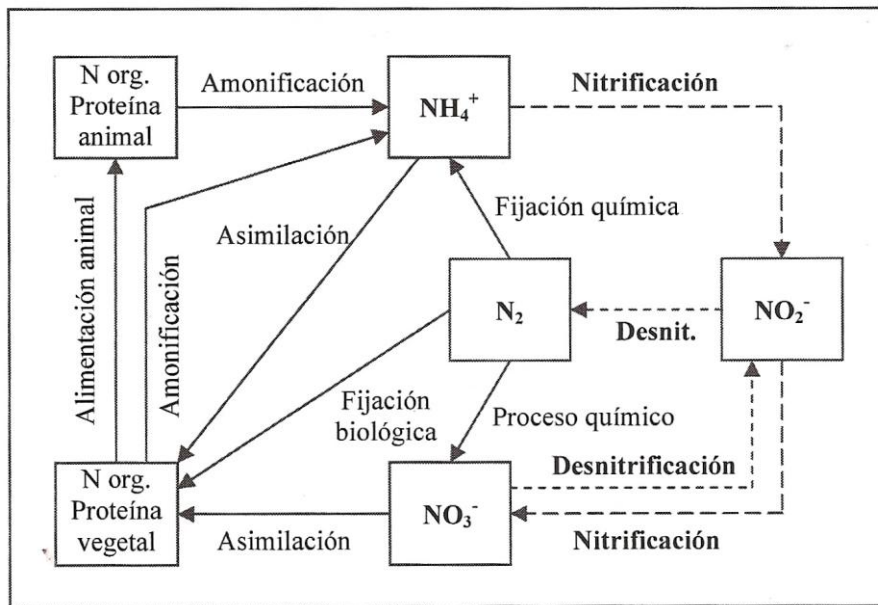 N org.
Proteína
animal
Amonificación
NH₄⁺
Nitrificación
Alimentación animal
Amonificación
Asimilación
Fijación química
N₂
Desnit.
NO₂⁻
Fijación
biológica
Proceso químico
Desnitrificación
N org.
Proteína
vegetal
Asimilación
NO₃⁻
Nitrificación